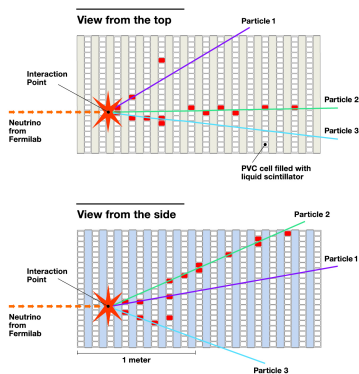 View from the top
Particle 1
Interaction
Point
Particle 2
Neutrino
from
Fermilab
Particle 3
PVC cell filled with
liquid scintillator
View from the side
Particle 2
Interaction
Point
Particle 1
Neutrino
from
Fermilab
1 meter
Particle 3